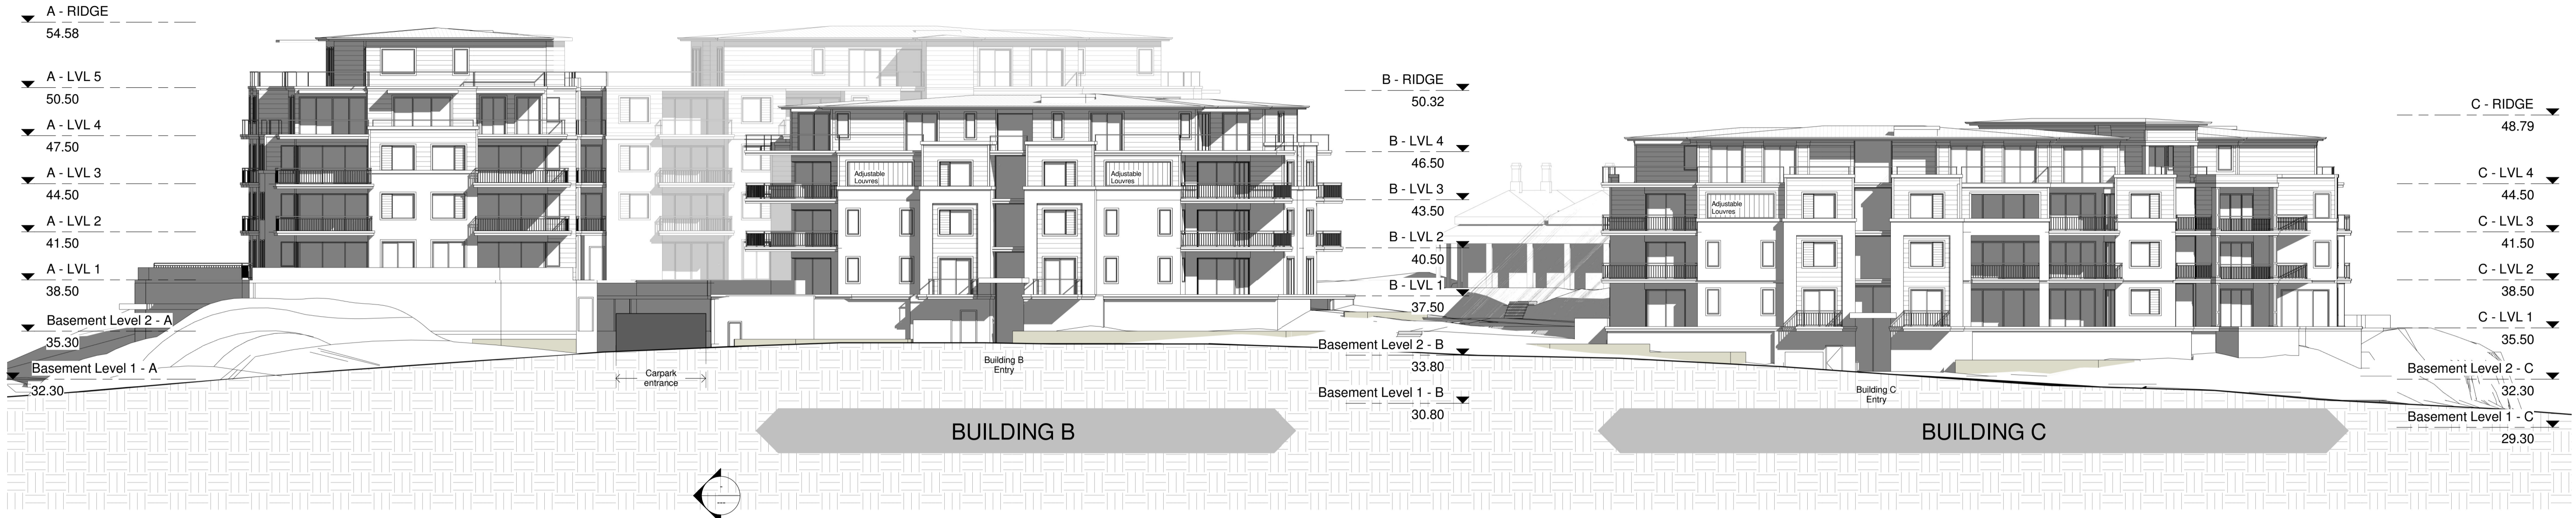 A - RIDGE
54.58
A - LVL 5
50.50
A - LVL 4
47.50
A - LVL 3
44.50
A - LVL 2
41.50
A - LVL 1
38.50
Basement Level 2 - A
35.30
Basement Level 1 - A
32.30
Adjustable
Louvres
Adjustable
Louvres
Carpark
entrance
Building B
Entry
BUILDING B
B - RIDGE
50.32
B - LVL 4
46.50
B - LVL 3
43.50
B - LVL 2
40.50
B - LVL 1
37.50
Basement Level 2 - B
33.80
Basement Level 1 - B
30.80
Adjustable
Louvres
Building C
Entry
BUILDING C
C - RIDGE
48.79
C - LVL 4
44.50
C - LVL 3
41.50
C - LVL 2
38.50
C - LVL 1
35.50
Basement Level 2 - C
32.30
Basement Level 1 - C
29.30